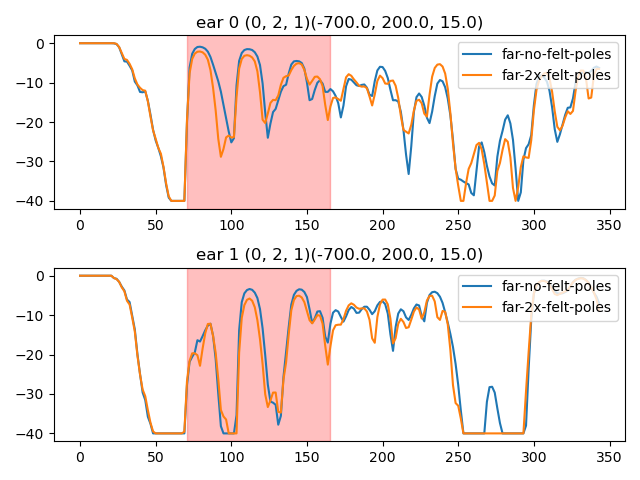 ear 0 (0, 2, 1)(-700.0, 200.0, 15.0)
0
−10
−20
−30
−40
far-no-felt-poles
far-2x-felt-poles
0 50 100 150 200 250 300 350
ear 1 (0, 2, 1)(-700.0, 200.0, 15.0)
0
−10
−20
−30
−40
far-no-felt-poles
far-2x-felt-poles
0 50 100 150 200 250 300 350